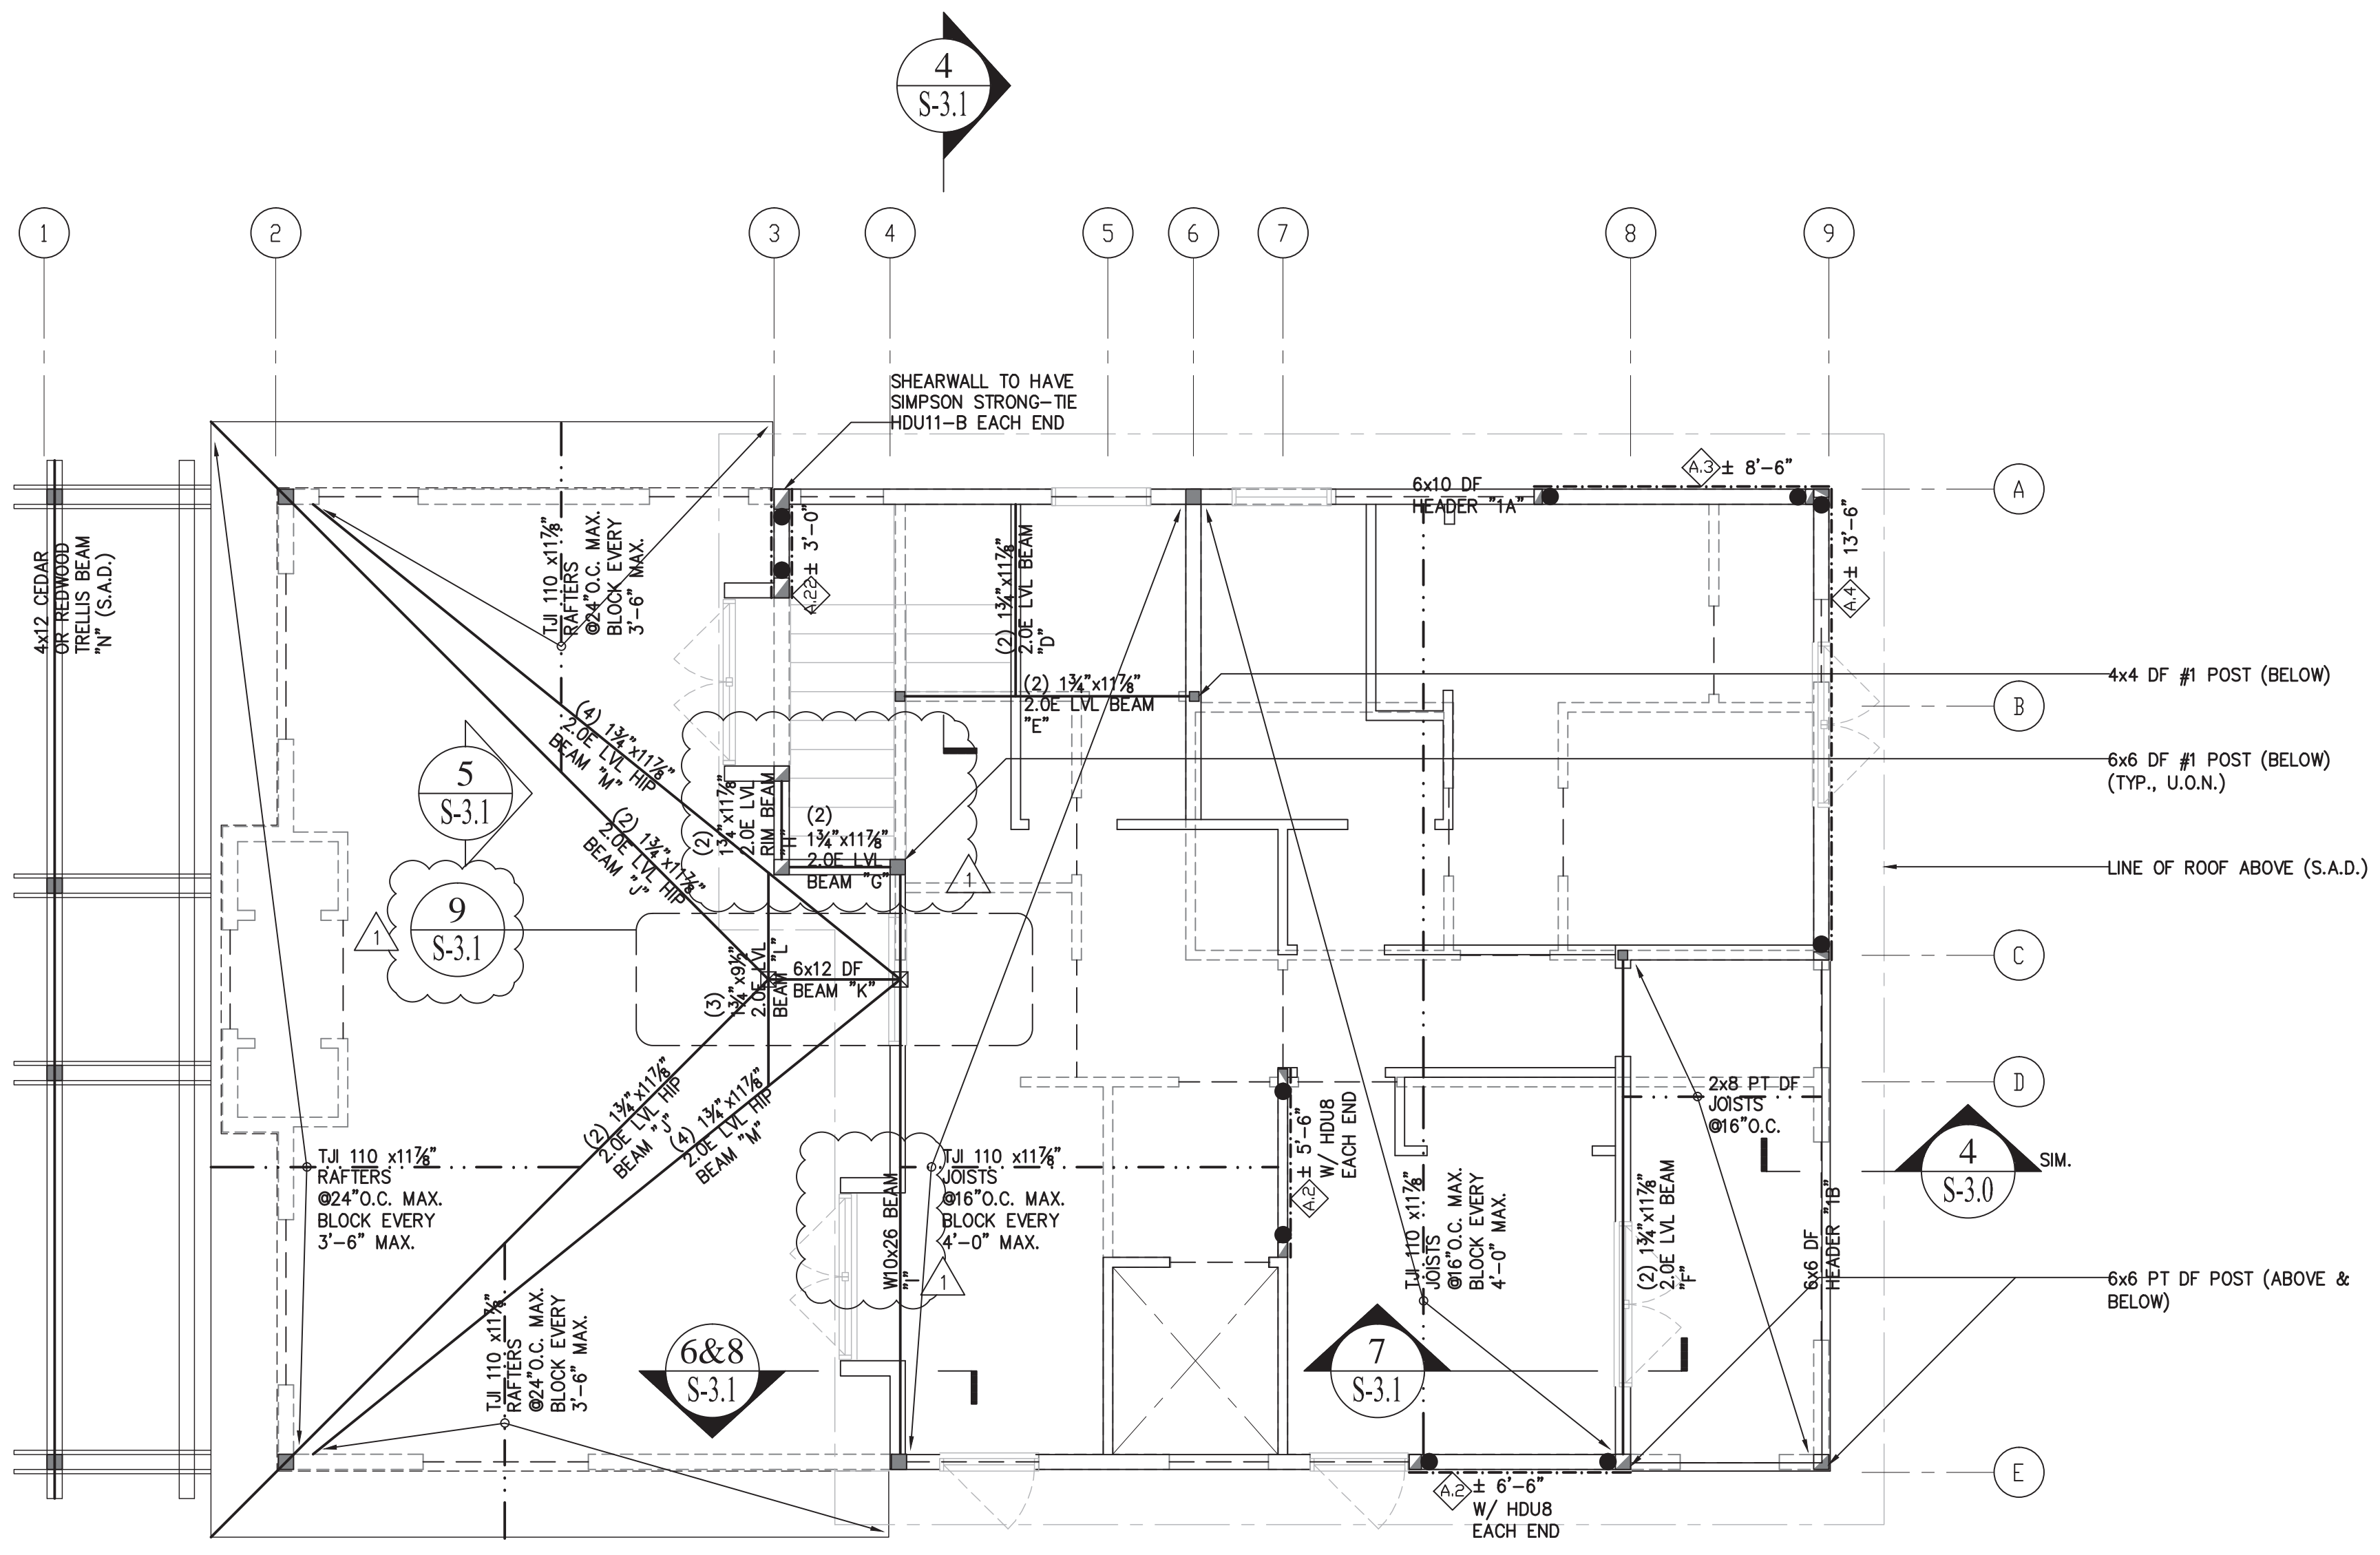 4
S-3.1
1
2
3
4
5
6
7
8
9
SHEARWALL TO HAVE
SIMPSON STRONG-TIE
HDU11-B EACH END
A.3
± 8'-6"
6x10 DF
HEADER "1A"
A
4x12 CEDAR
OR REDWOOD
TRELLIS BEAM
"N" (S.A.D.)
TJI 110 x11⅞"
RAFTERS
@24"O.C. MAX.
BLOCK EVERY
3'-6" MAX.
± 3'-0"
A.22
(2) 1¾"x11⅞"
2.0E LVL BEAM
"D"
± 13'-6"
A.4
4x4 DF #1 POST (BELOW)
(2) 1¾"x11⅞"
2.0E LVL BEAM
"E"
B
(4) 1¾"x11⅞"
2.0E LVL HIP
BEAM "M"
5
S-3.1
6x6 DF #1 POST (BELOW)
(TYP., U.O.N.)
(2)
1¾"x11⅞"
2.0E LVL
RIM BEAM
"H"
(2)
1¾"x11⅞"
2.0E LVL
BEAM "G"
1
(2) 1¾"x11⅞"
2.0E LVL HIP
BEAM "J"
LINE OF ROOF ABOVE (S.A.D.)
9
S-3.1
1
(3)
1¾"x9½"
2.0E LVL
BEAM "L"
6x12 DF
BEAM "K"
C
D
(2) 1¾"x11⅞"
2.0E LVL HIP
BEAM "J"
(4) 1¾"x11⅞"
2.0E LVL HIP
BEAM "M"
2x8 PT DF
JOISTS
@16"O.C.
4
S-3.0
SIM.
TJI 110 x11⅞"
RAFTERS
@24"O.C. MAX.
BLOCK EVERY
3'-6" MAX.
W10x26 BEAM
"I"
TJI 110 x11⅞"
JOISTS
@16"O.C. MAX.
BLOCK EVERY
4'-0" MAX.
1
± 5'-6"
W/ HDU8
EACH END
A.2
TJI 110 x11⅞"
JOISTS
@16"O.C. MAX.
BLOCK EVERY
4'-0" MAX.
(2) 1¾"x11⅞"
2.0E LVL BEAM
"F"
6x6 DF
HEADER "1B"
6x6 PT DF POST (ABOVE &
BELOW)
TJI 110 x11⅞"
RAFTERS
@24"O.C. MAX.
BLOCK EVERY
3'-6" MAX.
6&8
S-3.1
7
S-3.1
E
A.2
± 6'-6"
W/ HDU8
EACH END